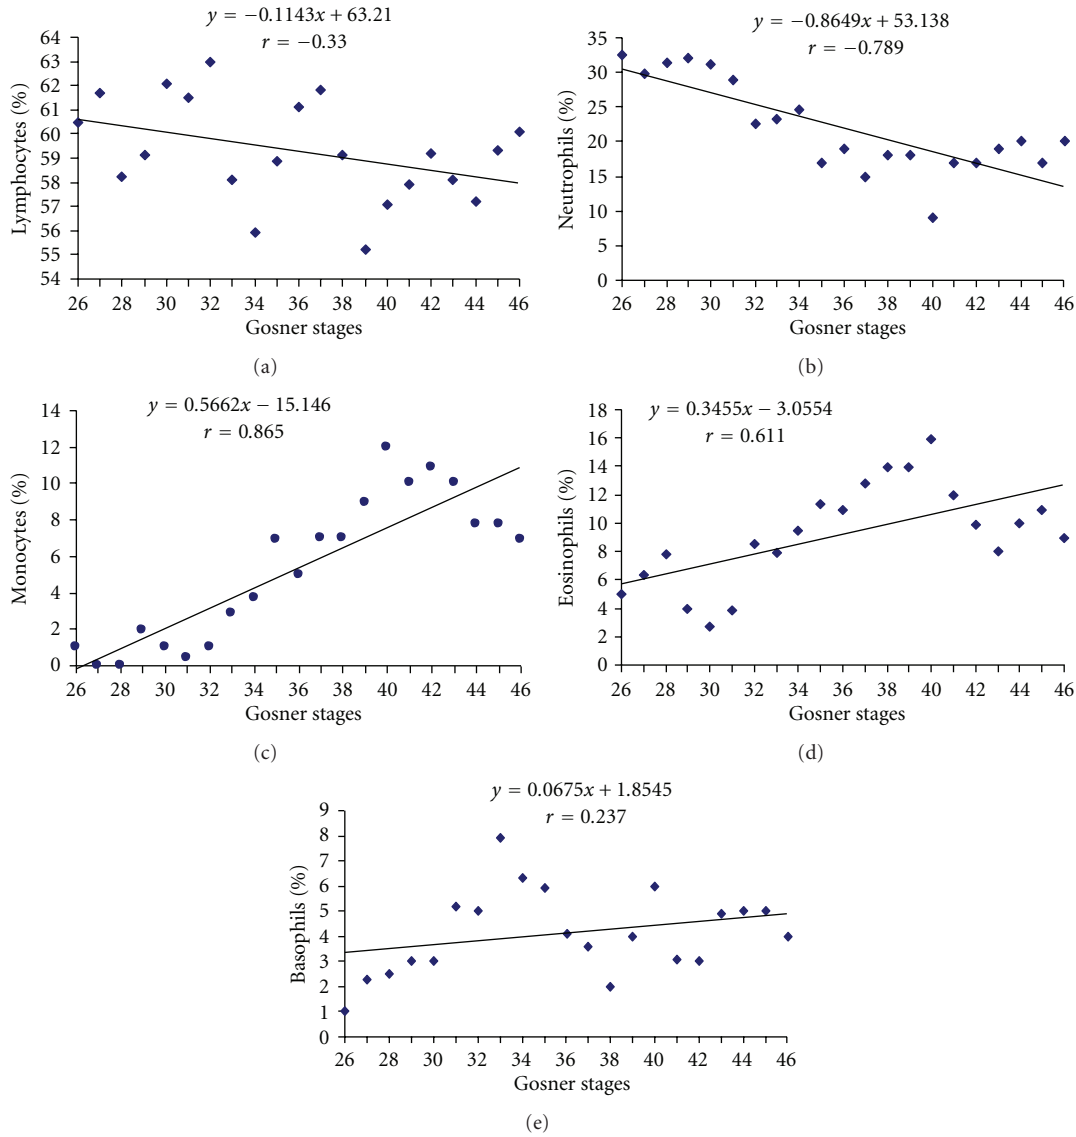 y = −0.1143x + 63.21
r = −0.33
64
63
62
61
60
59
58
57
56
55
54
Lymphocytes (%)
26 28 30 32 34 36 38 40 42 44 46
Gosner stages
(a)
y = −0.8649x + 53.138
r = −0.789
35
30
25
20
15
10
5
0
Neutrophils (%)
26 28 30 32 34 36 38 40 42 44 46
Gosner stages
(b)
y = 0.5662x − 15.146
r = 0.865
14
12
10
8
6
4
2
0
Monocytes (%)
26 28 30 32 34 36 38 40 42 44 46
Gosner stages
(c)
y = 0.3455x − 3.0554
r = 0.611
18
16
14
12
10
8
6
4
2
0
Eosinophils (%)
26 28 30 32 34 36 38 40 42 44 46
Gosner stages
(d)
y = 0.0675x + 1.8545
r = 0.237
9
8
7
6
5
4
3
2
1
0
Basophils (%)
26 28 30 32 34 36 38 40 42 44 46
Gosner stages
(e)